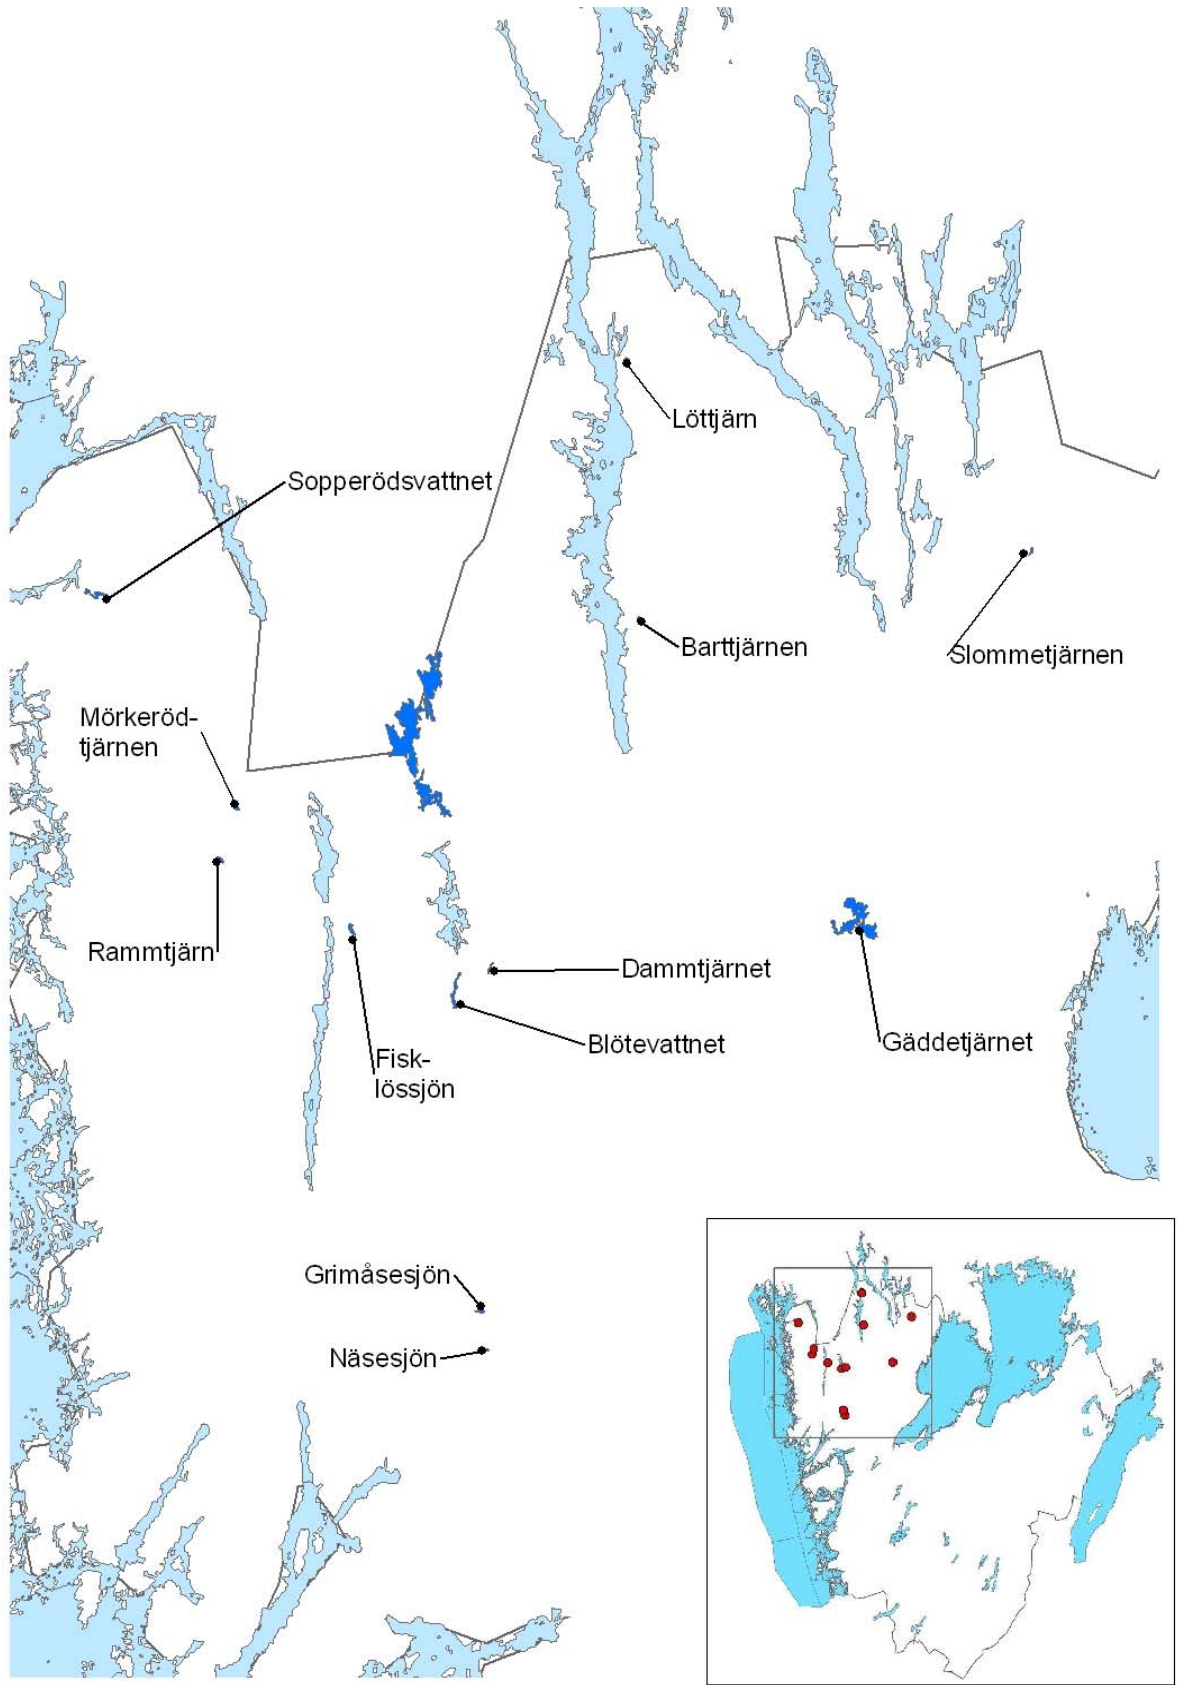 Löttjärn
Sopperödsvattnet
Barttjärnen
Slommetjärnen
Mörkeröd-
tjärnen
Rammtjärn
Dammtjärnet
Blötevattnet
Gäddetjärnet
Fisk-
lössjön
Grimåsesjön
Näsesjön